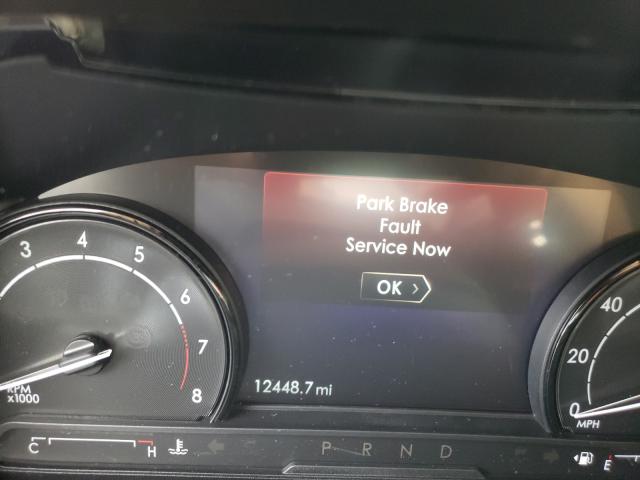 Park Brake
Fault
Service Now
OK >
3 4 5 6 7 8
RPM
x1000
12448.7 mi
40
20
0
MPH
C H
P R N D
E